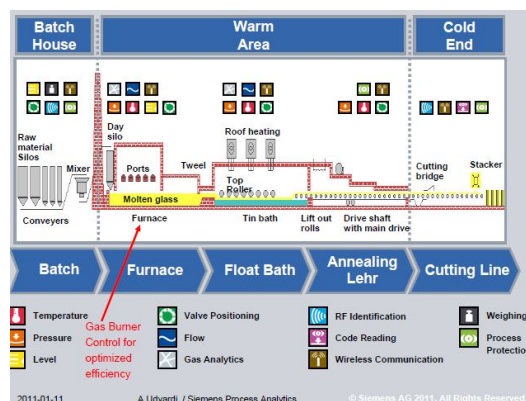 Batch
House
Warm
Area
Cold
End
Raw
material
Silos
Mixer
Conveyers
Day
silo
Ports
Molten glass
Furnace
Tweel
Roof heating
Top
Roller
Tin bath
Lift out
rolls
Drive shaft
with main drive
Cutting
bridge
Stacker
Batch
Furnace
Float Bath
Annealing
Lehr
Cutting Line
Temperature
Pressure
Level
Gas Burner
Control for
optimized
efficiency
Valve Positioning
Flow
Gas Analytics
RF Identification
Code Reading
Wireless Communication
Weighing
Process
Protectio
2011-01-11
A.Udvardi / Siemens Process Analytics
© Siemens AG 2011. All Rights Reserved